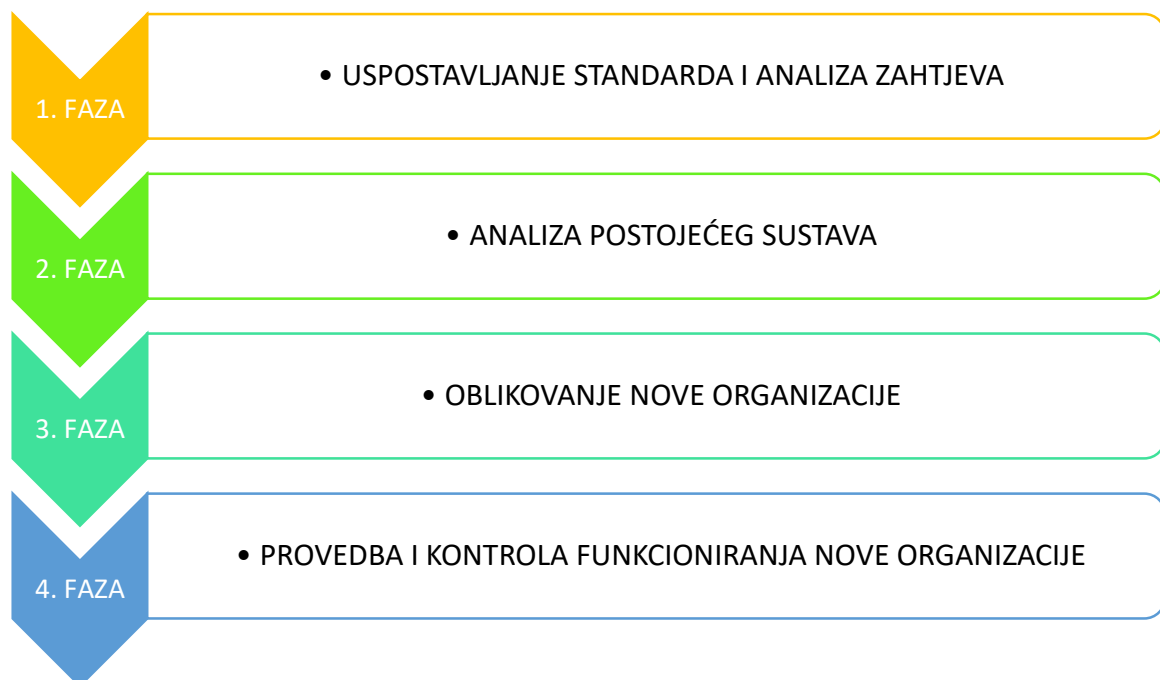 1. FAZA
• USPOSTAVLJANJE STANDARDA I ANALIZA ZAHTJEVA
2. FAZA
• ANALIZA POSTOJEĆEG SUSTAVA
3. FAZA
• OBLIKOVANJE NOVE ORGANIZACIJE
4. FAZA
• PROVEDBA I KONTROLA FUNKCIONIRANJA NOVE ORGANIZACIJE